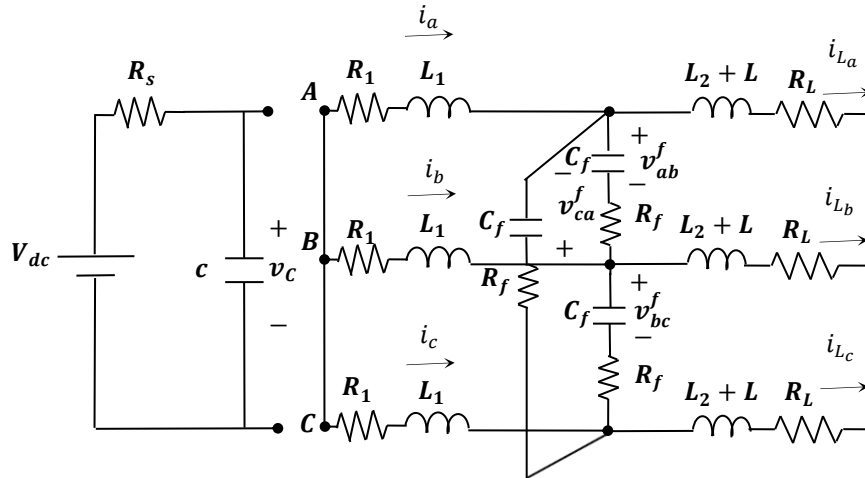 i_a
i_{L_a}
R_s A R_1 L_1 L_2 + L R_L
+
C_f v^f_{ab}
−
i_b − i_{L_b}
v^f_{ca} R_f
C_f
+ B R_1 L_1 + L_2 + L R_L
V_{dc} c v_C R_f +
C_f v^f_{bc}
− −
i_c i_{L_c}
R_f
C R_1 L_1 L_2 + L R_L